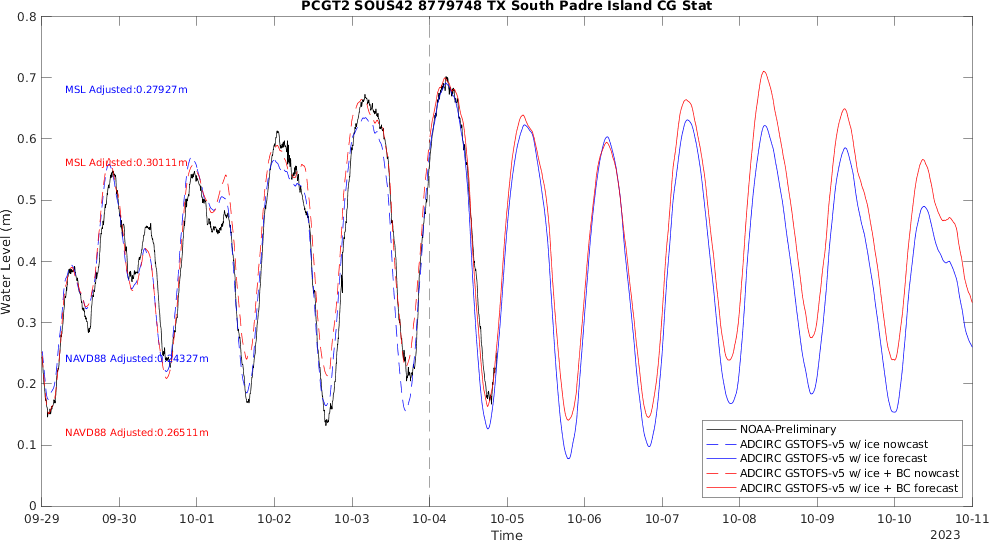 PCGT2 SOUS42 8779748 TX South Padre Island CG Stat
0.8
0.7
0.6
0.5
0.4
0.3
0.2
0.1
0
Water Level (m)
MSL Adjusted:0.27927m
MSL Adjusted:0.30111m
NAVD88 Adjusted:0.24327m
NAVD88 Adjusted:0.26511m
NOAA-Preliminary
ADCIRC GSTOFS-v5 w/ ice nowcast
ADCIRC GSTOFS-v5 w/ ice forecast
ADCIRC GSTOFS-v5 w/ ice + BC nowcast
ADCIRC GSTOFS-v5 w/ ice + BC forecast
09-29 09-30 10-01 10-02 10-03 10-04 10-05 10-06 10-07 10-08 10-09 10-10 10-11
Time
2023